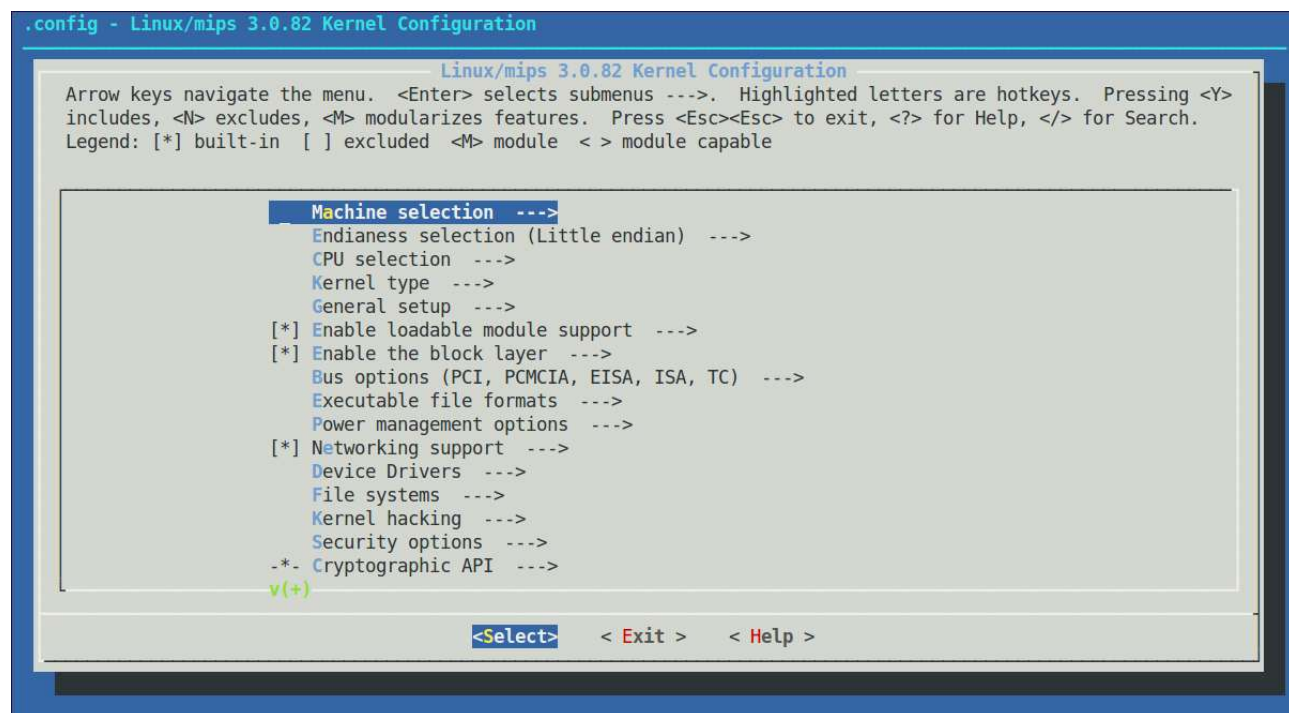 .config - Linux/mips 3.0.82 Kernel Configuration
Linux/mips 3.0.82 Kernel Configuration
Arrow keys navigate the menu.  <Enter> selects submenus --->.  Highlighted letters are hotkeys.  Pressing <Y>
includes, <N> excludes, <M> modularizes features.  Press <Esc><Esc> to exit, <?> for Help, </> for Search.
Legend: [*] built-in  [ ] excluded  <M> module  < > module capable
Machine selection  --->
Endianess selection (Little endian)  --->
CPU selection  --->
Kernel type  --->
General setup  --->
[*] Enable loadable module support  --->
[*] Enable the block layer  --->
Bus options (PCI, PCMCIA, EISA, ISA, TC)  --->
Executable file formats  --->
Power management options  --->
[*] Networking support  --->
Device Drivers  --->
File systems  --->
Kernel hacking  --->
Security options  --->
-*- Cryptographic API  --->
v(+)
<Select>    < Exit >    < Help >